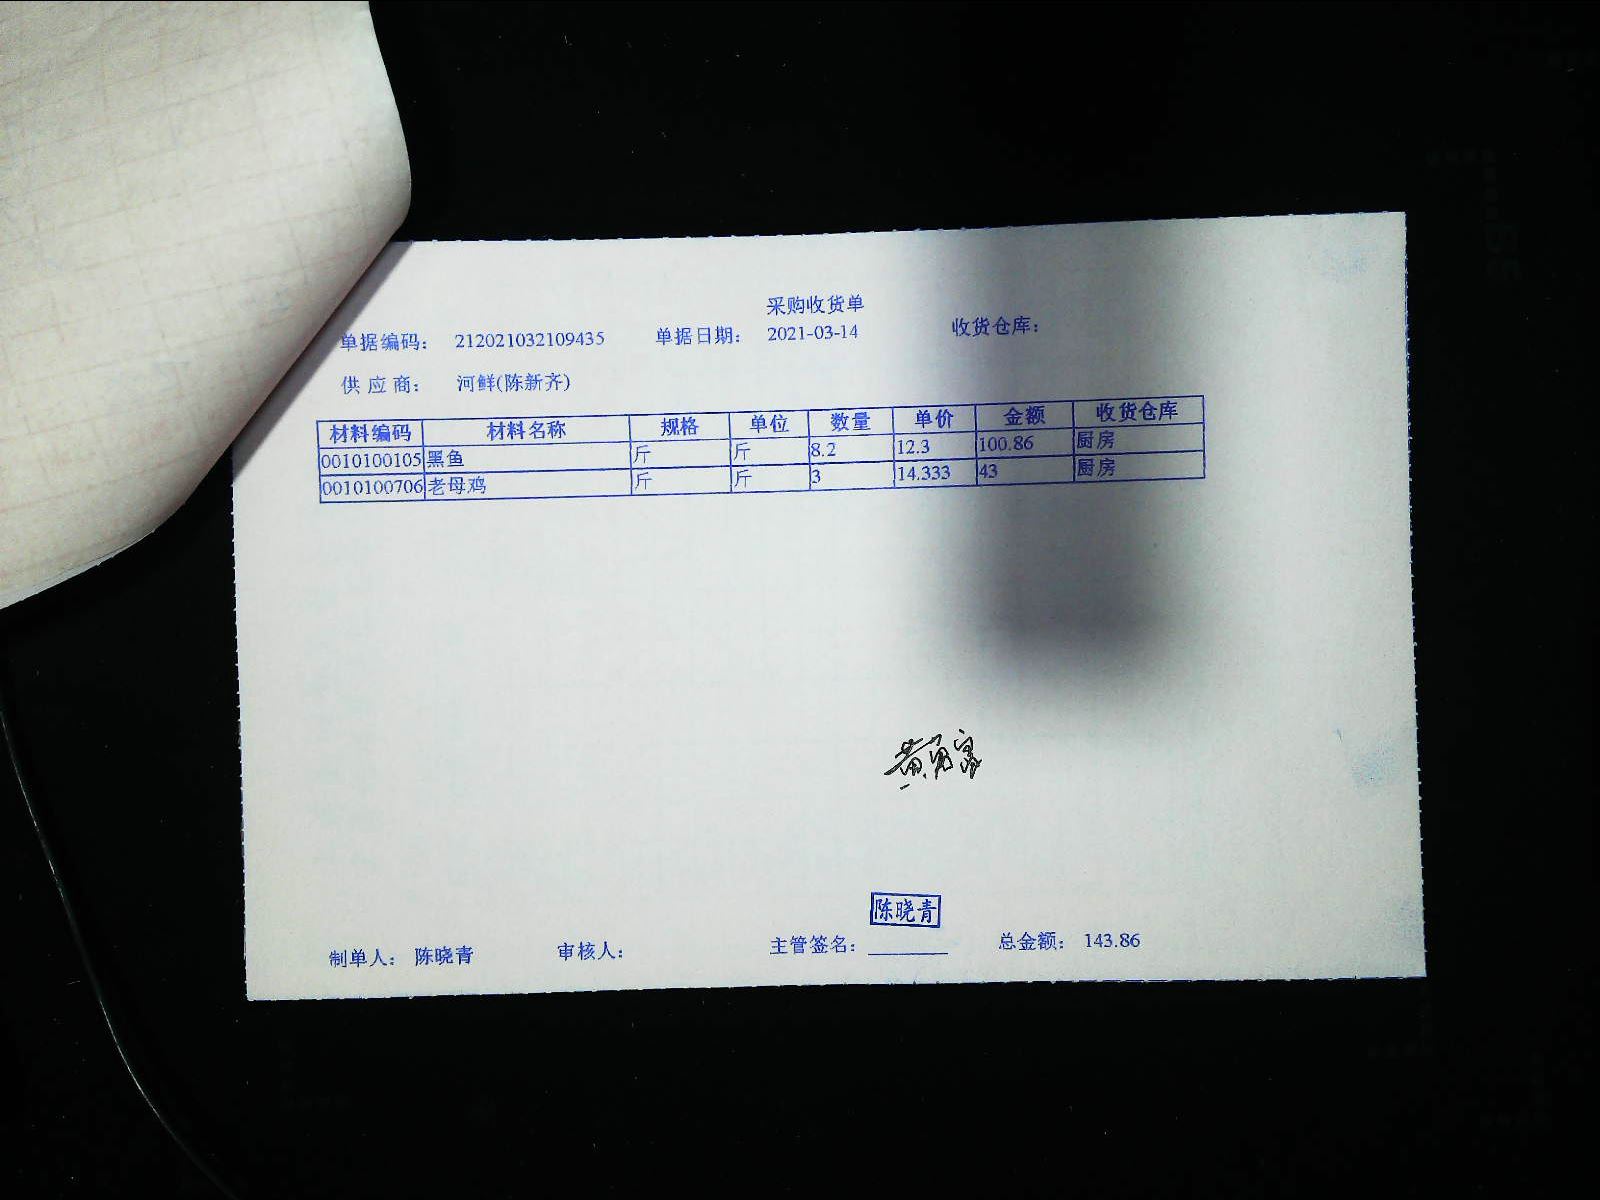 采购收货单
单据编码: 212021032109435 单据日期: 2021-03-14 收货仓库:
供应商: 河鲜(陈新齐)
材料编码 材料名称 规格 单位 数量 单价 金额 收货仓库
0010100105 黑鱼 斤 斤 8.2 12.3 100.86 厨房
0010100706 老母鸡 斤 斤 3 14.333 43 厨房
陈晓青
制单人: 陈晓青 审核人: 主管签名: 总金额: 143.86